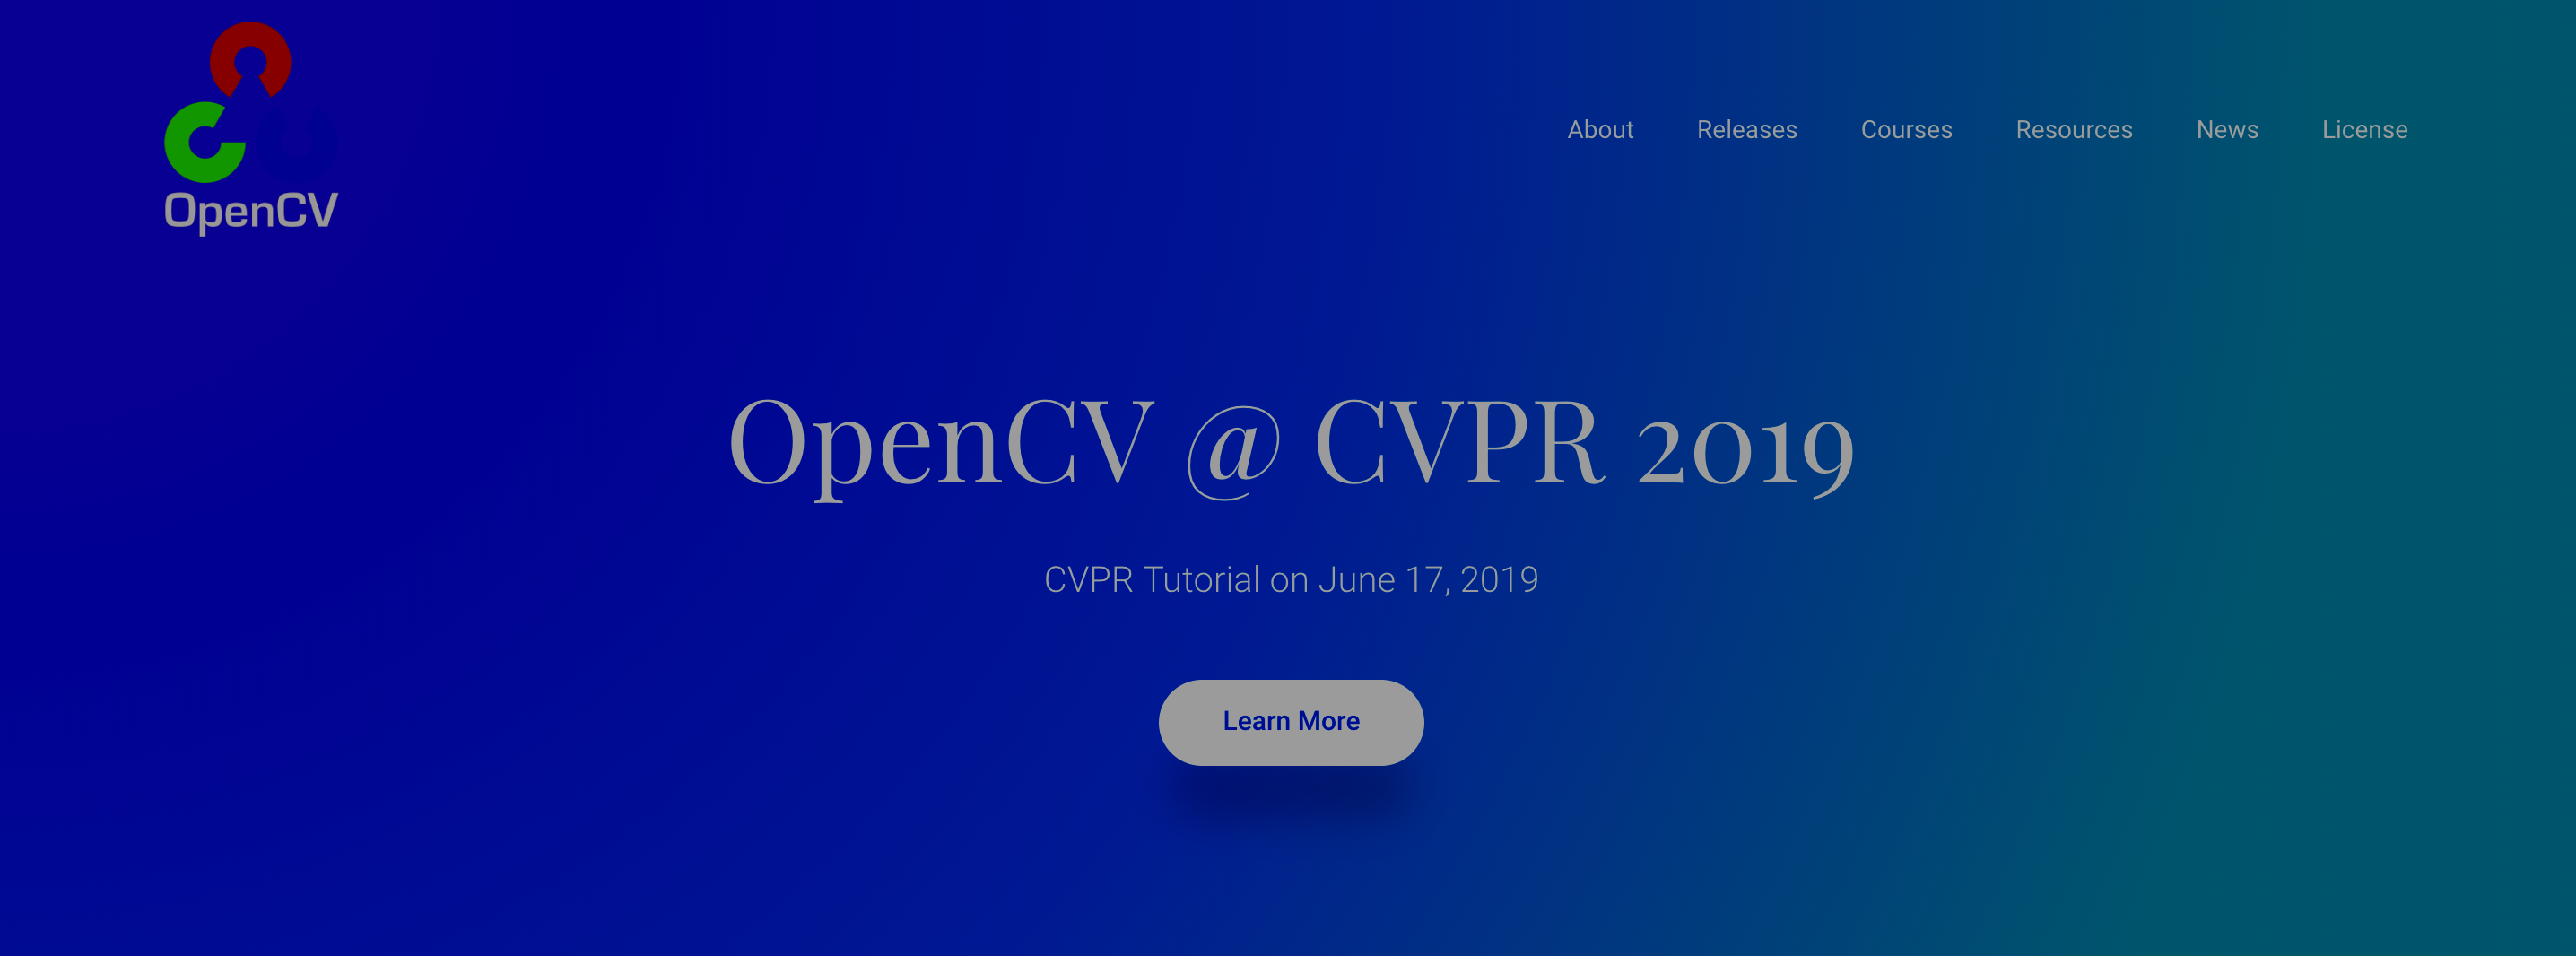 OpenCV
About Releases Courses Resources News License
OpenCV @ CVPR 2019
CVPR Tutorial on June 17, 2019
Learn More